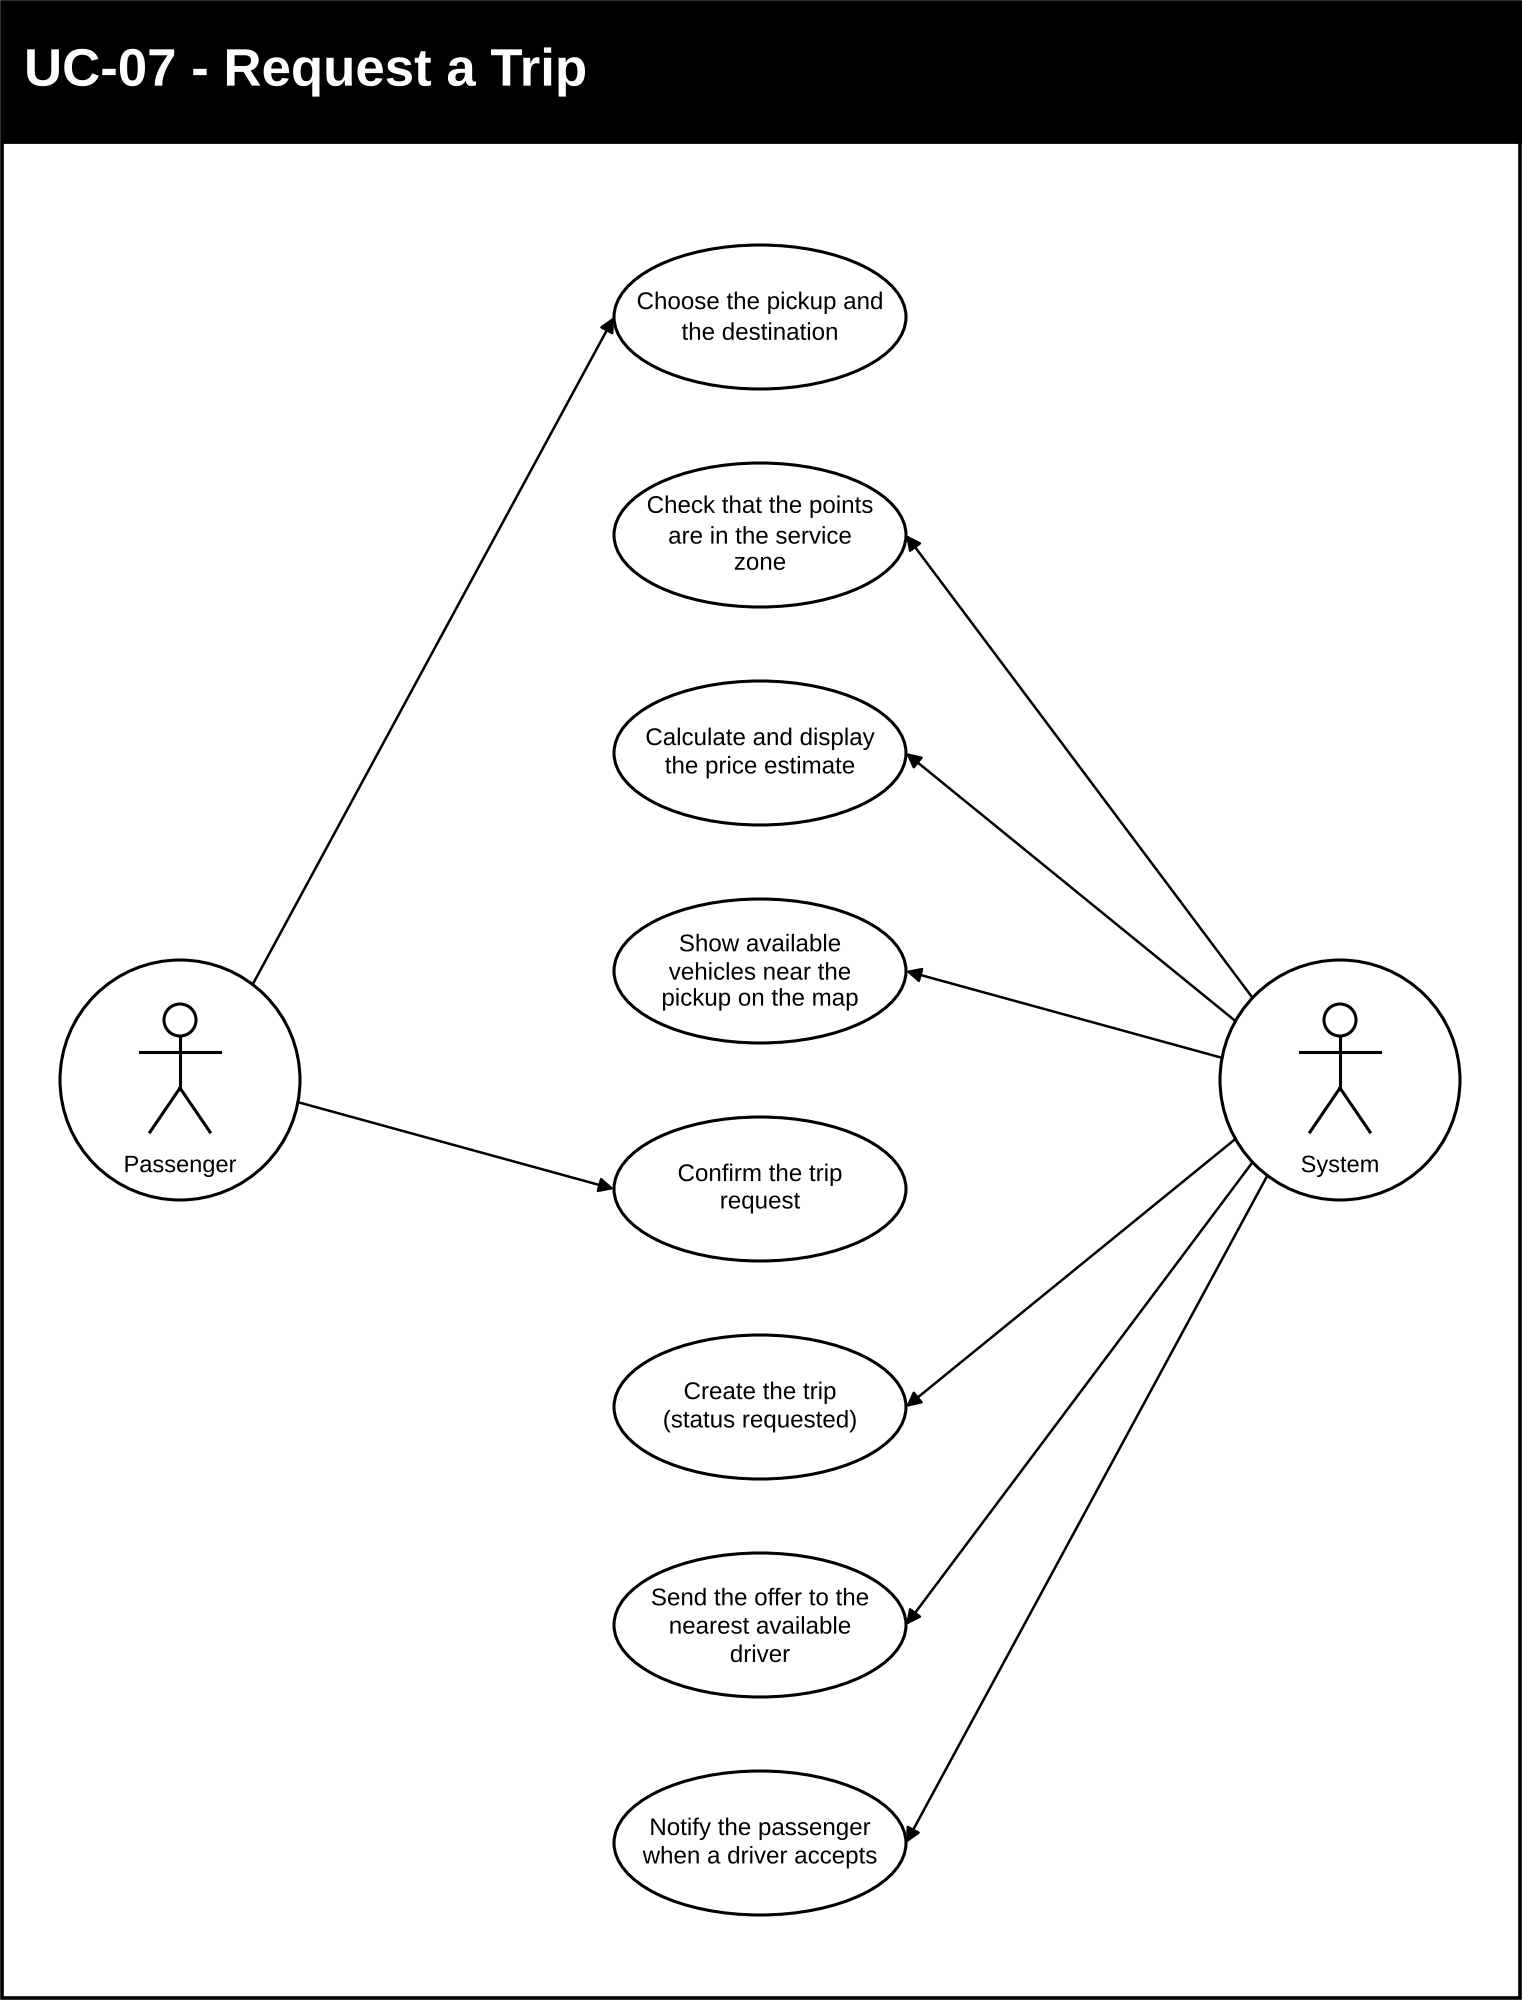 UC-07 - Request a Trip
Choose the pickup and
the destination
Check that the points
are in the service
zone
Calculate and display
the price estimate
Show available
vehicles near the
pickup on the map
Passenger
System
Confirm the trip
request
Create the trip
(status requested)
Send the offer to the
nearest available
driver
Notify the passenger
when a driver accepts